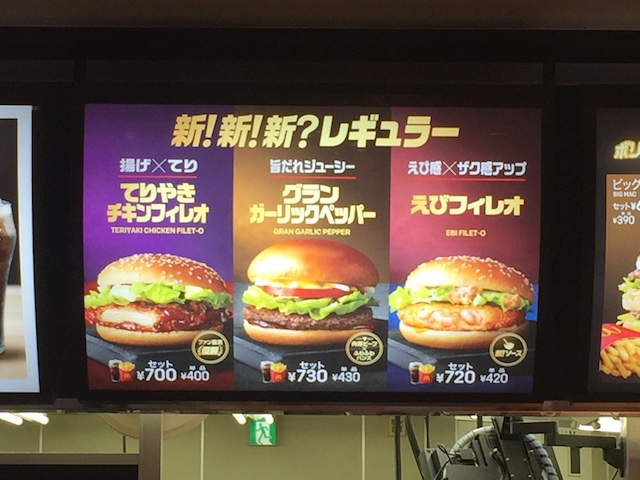 新!新!新?レギュラー
揚げ×てり
てりやき
チキンフィレオ
TERIYAKI CHICKEN FILET-O
セット
¥700
単品
¥400
旨だれジューシー
グラン
ガーリックペッパー
GRAN GARLIC PEPPER
セット
¥730
単品
¥430
えび感×ザク感アップ
えびフィレオ
EBI FILET-O
セット
¥720
単品
¥420
ビッグ
BIG MAC
セット¥6
¥390